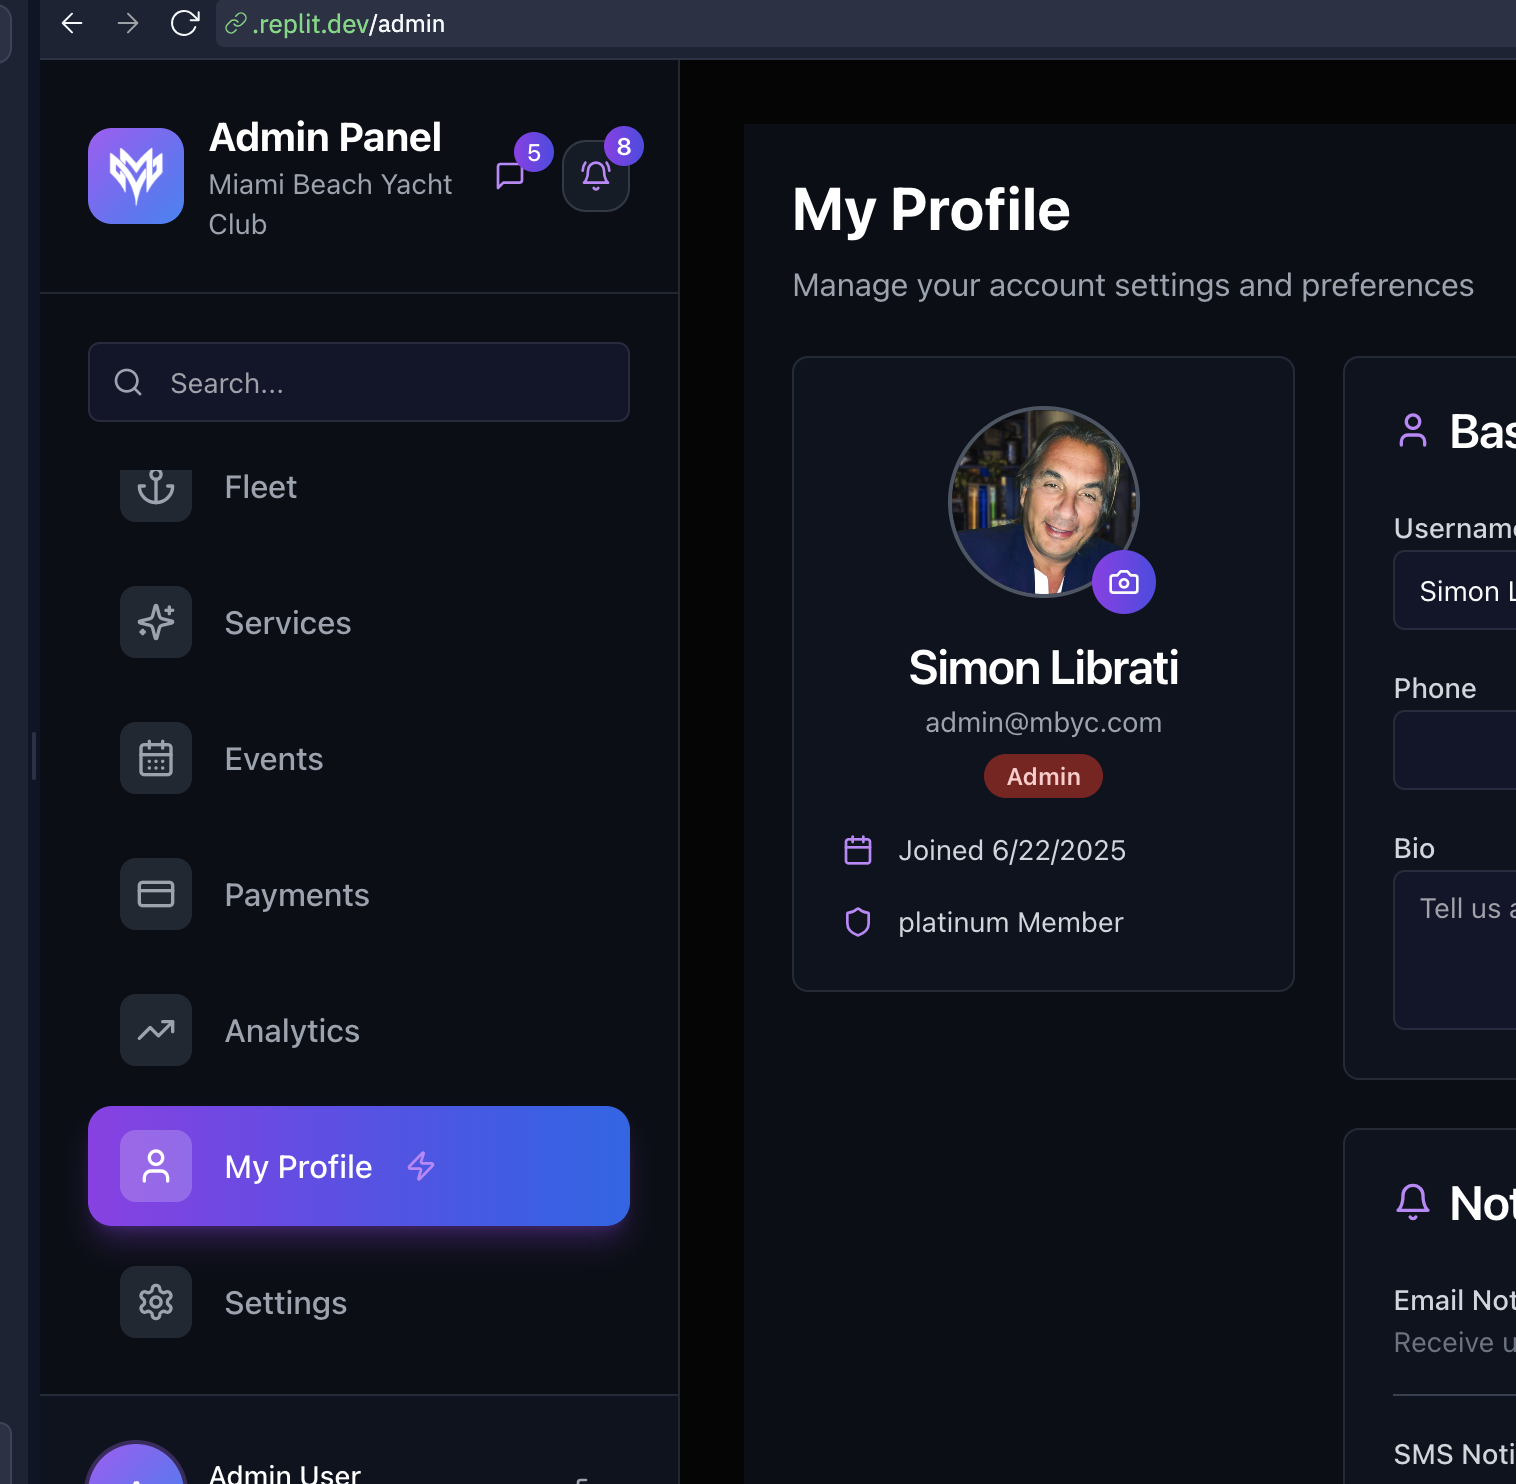 .replit.dev/admin
Admin Panel
Miami Beach Yacht
Club
5
8
Search...
Fleet
Services
Events
Payments
Analytics
My Profile
Settings
Admin User
My Profile
Manage your account settings and preferences
Simon Librati
admin@mbyc.com
Admin
Joined 6/22/2025
platinum Member
Bas
Username
Simon L
Phone
Bio
Tell us a
Not
Email Not
Receive u
SMS Noti